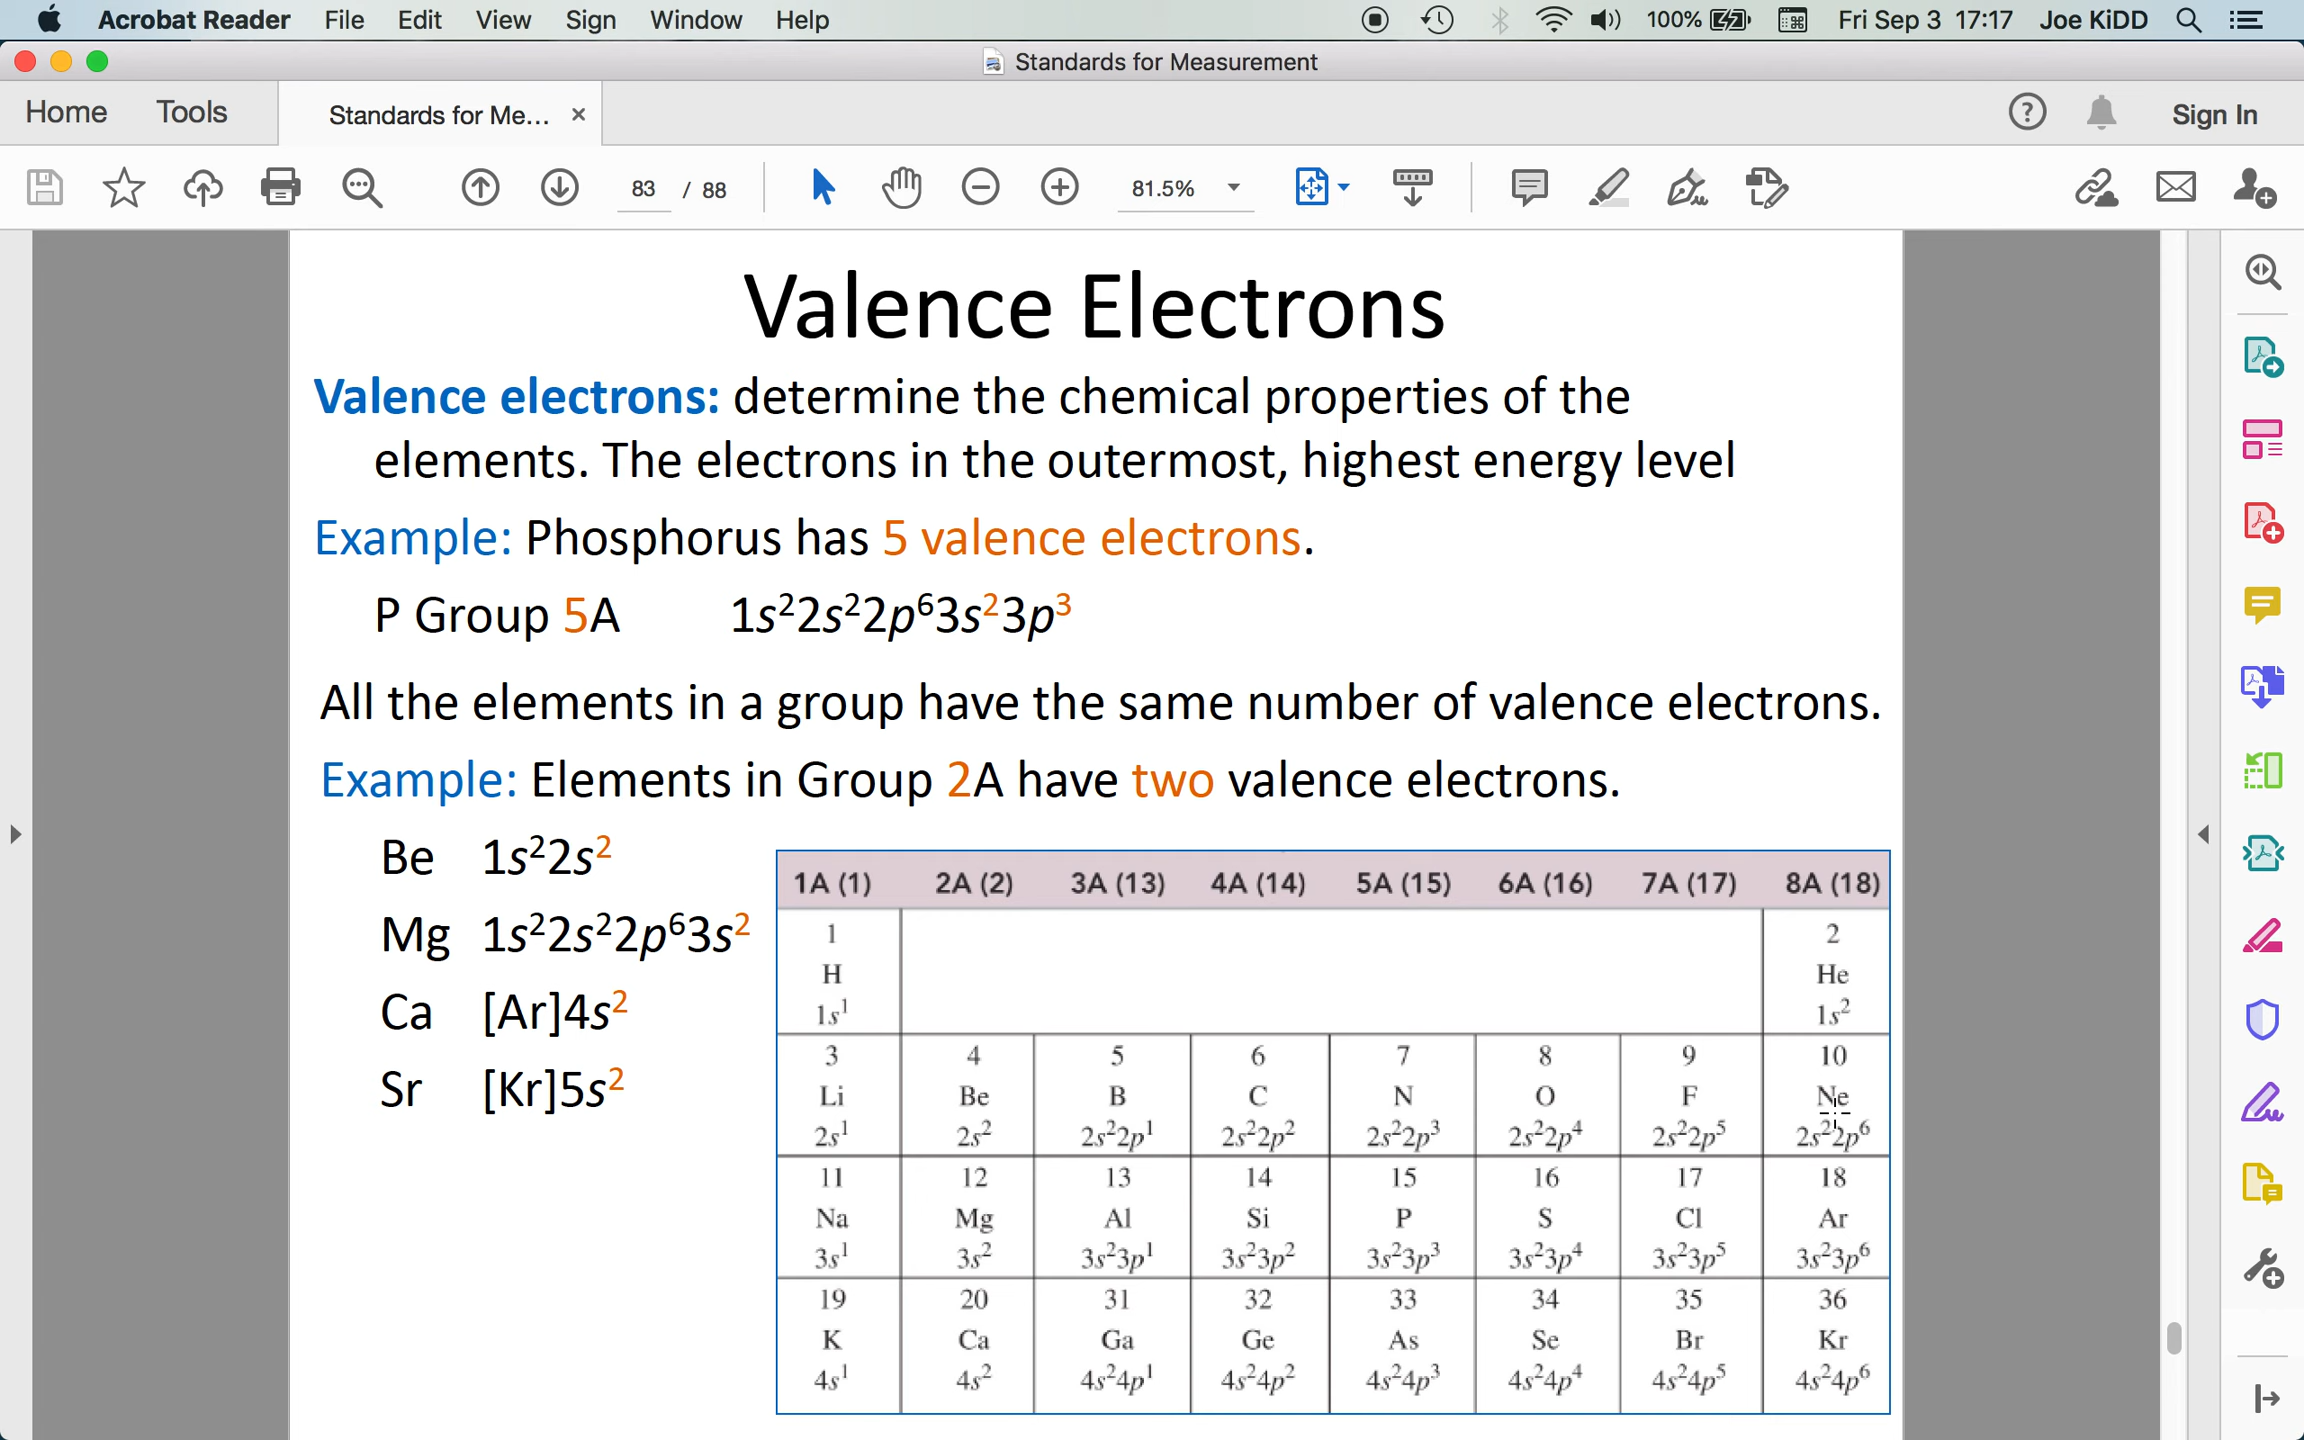 Acrobat Reader File Edit View Sign Window Help 100% Fri Sep 3 17:17 Joe KiDD
Standards for Measurement
Home Tools Standards for Me... × ? Sign In
83 / 88 81.5%
Valence Electrons
Valence electrons: determine the chemical properties of the
elements. The electrons in the outermost, highest energy level
Example: Phosphorus has 5 valence electrons.
P Group 5A 1s²2s²2p⁶3s²3p³
All the elements in a group have the same number of valence electrons.
Example: Elements in Group 2A have two valence electrons.
Be 1s²2s²
Mg 1s²2s²2p⁶3s²
Ca [Ar]4s²
Sr [Kr]5s²
1A (1) 2A (2) 3A (13) 4A (14) 5A (15) 6A (16) 7A (17) 8A (18)
1 2
H He
1s¹ 1s²
3 4 5 6 7 8 9 10
Li Be B C N O F Ne
2s¹ 2s² 2s²2p¹ 2s²2p² 2s²2p³ 2s²2p⁴ 2s²2p⁵ 2s²2p⁶
11 12 13 14 15 16 17 18
Na Mg Al Si P S Cl Ar
3s¹ 3s² 3s²3p¹ 3s²3p² 3s²3p³ 3s²3p⁴ 3s²3p⁵ 3s²3p⁶
19 20 31 32 33 34 35 36
K Ca Ga Ge As Se Br Kr
4s¹ 4s² 4s²4p¹ 4s²4p² 4s²4p³ 4s²4p⁴ 4s²4p⁵ 4s²4p⁶